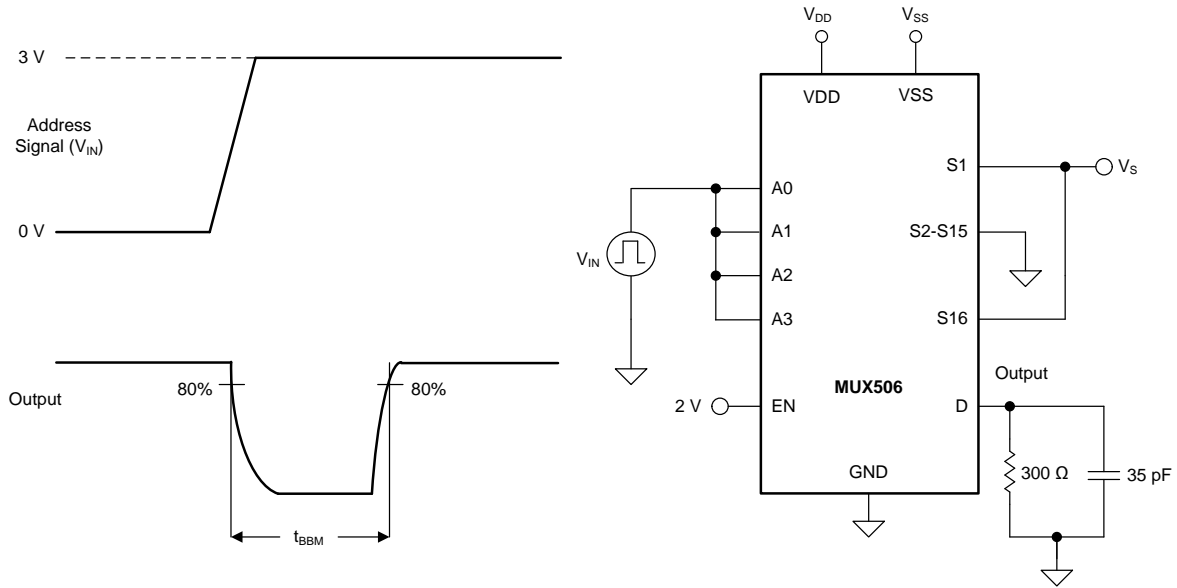 3 V
Address
Signal (V_IN)
0 V
Output
80%
80%
t_BBM
V_DD
V_SS
VDD
VSS
V_IN
A0
A1
A2
A3
2 V
EN
MUX506
GND
S1
V_S
S2-S15
S16
Output
D
300 Ω
35 pF